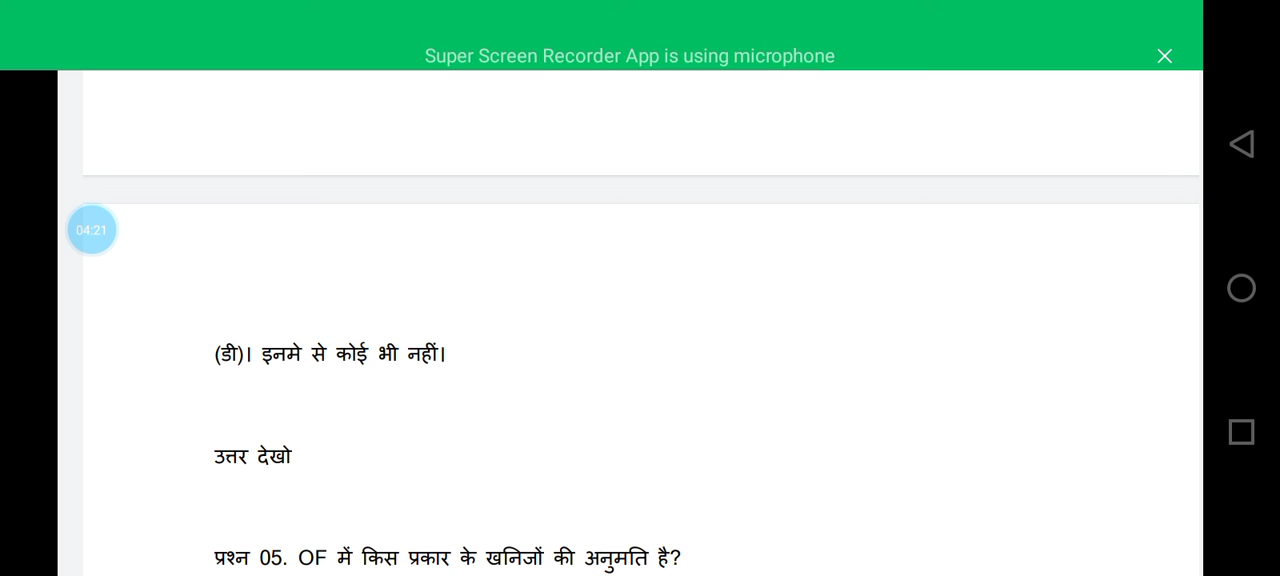 Super Screen Recorder App is using microphone
04:21
(डी)। इनमे से कोई भी नहीं।
उत्तर देखो
प्रश्न 05. OF में किस प्रकार के खनिजों की अनुमति है?